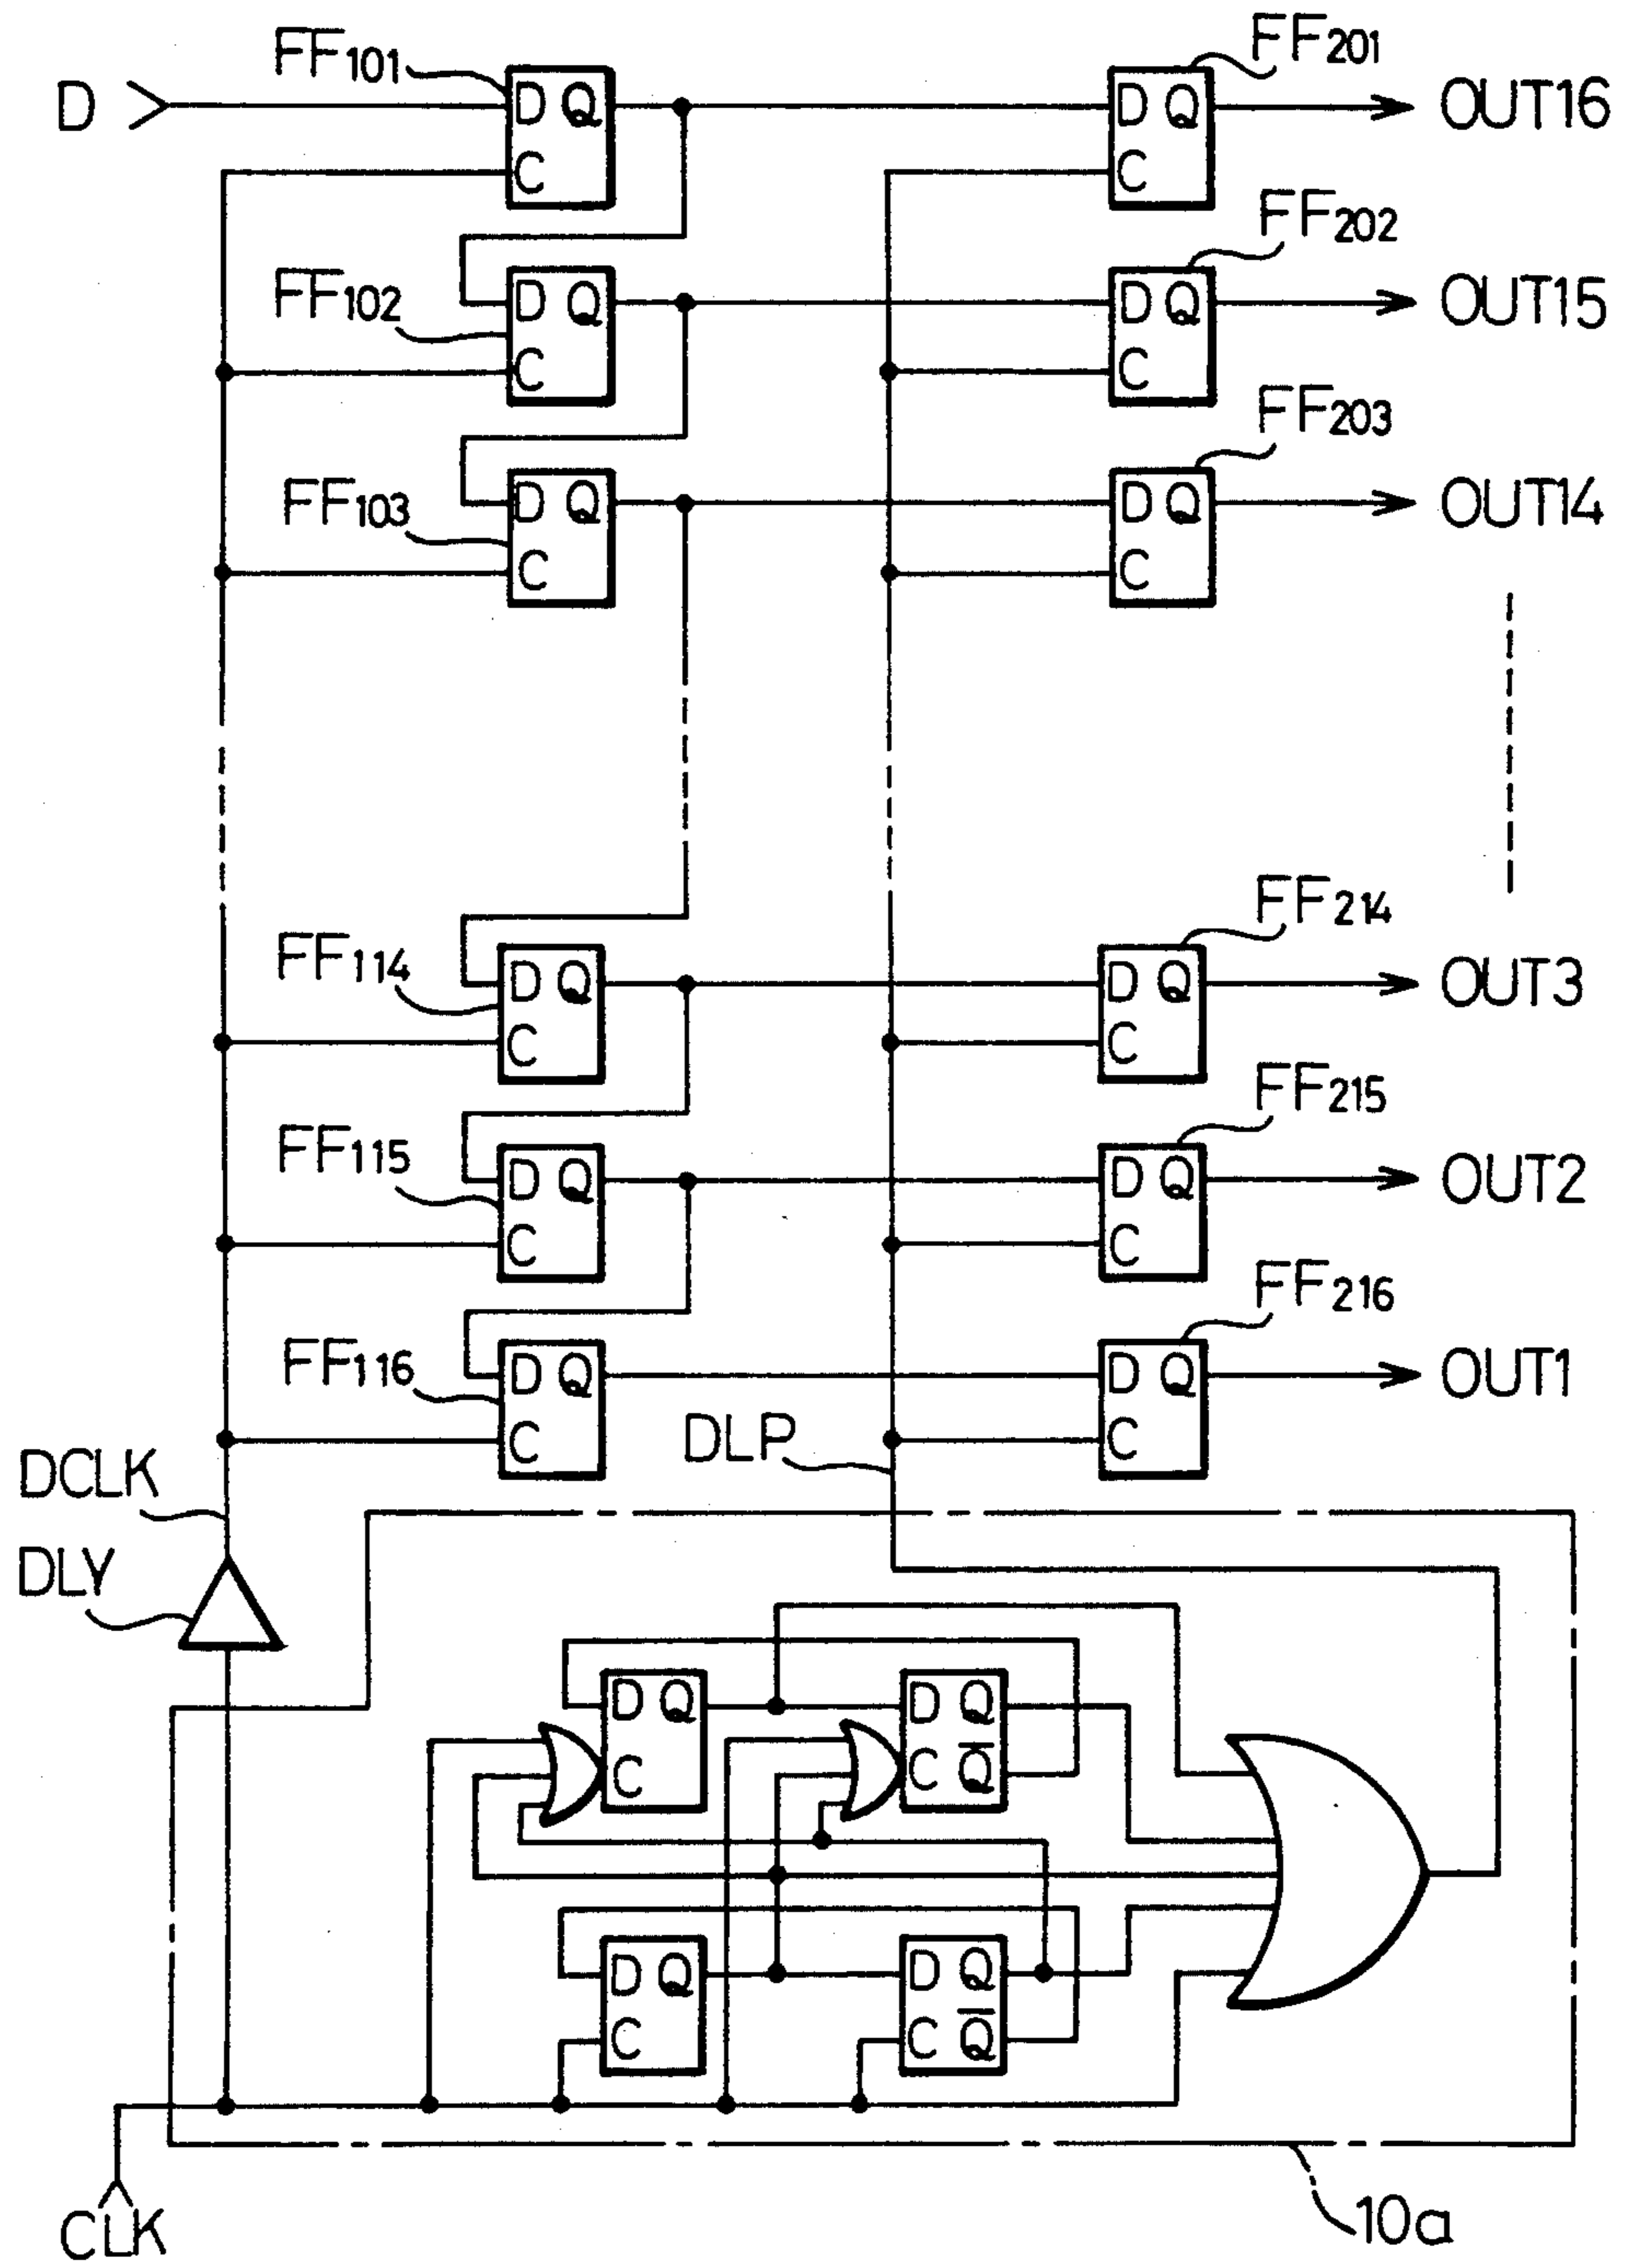 FF101
FF201
D
D Q
C
D Q
C
OUT16
FF102
FF202
D Q
C
D Q
C
OUT15
FF103
FF203
D Q
C
D Q
C
OUT14
FF114
FF214
D Q
C
D Q
C
OUT3
FF115
FF215
D Q
C
D Q
C
OUT2
FF116
FF216
D Q
C
D Q
C
OUT1
DCLK
DLP
DLY
D Q
C
D Q
C Q̅
D Q
C
D Q
C Q̅
CLK
10a